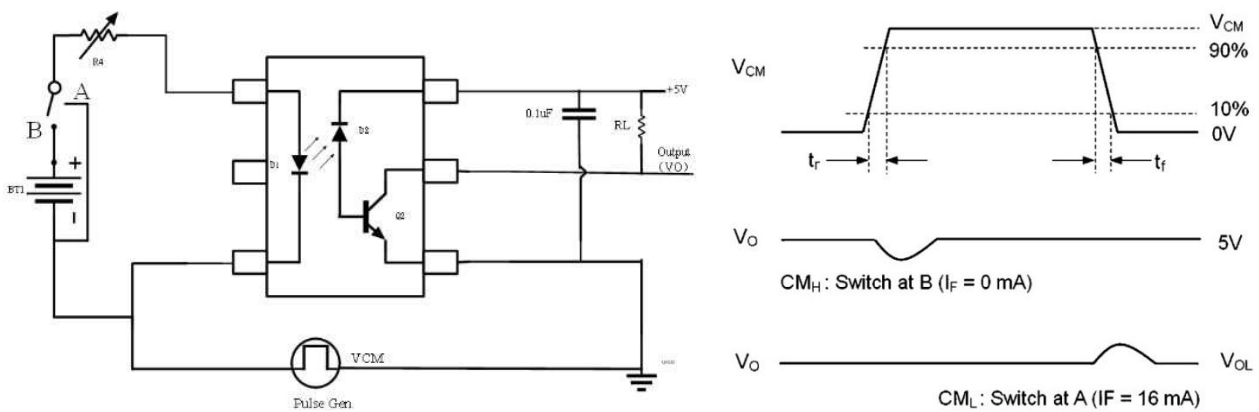 R4
A
B
+
BT1
-
D1
D2
Q2
0.1uF
+5V
RL
Output
(VO)
VCM
Pulse Gen
VCM
VCM
90%
10%
0V
tr
tf
VO
5V
CMH : Switch at B (IF = 0 mA)
VO
VOL
CML : Switch at A (IF = 16 mA)